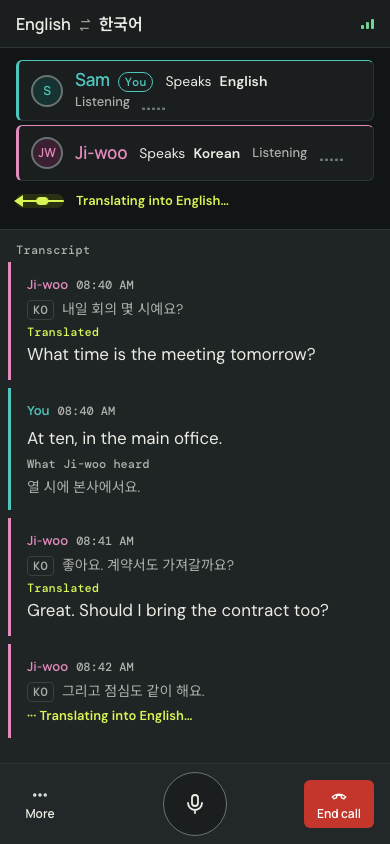 English ⇌ 한국어
S Sam You Speaks English
Listening
JW Ji-woo Speaks Korean Listening
Translating into English…
Transcript
Ji-woo 08:40 AM
KO 내일 회의 몇 시예요?
Translated
What time is the meeting tomorrow?
You 08:40 AM
At ten, in the main office.
What Ji-woo heard
열 시에 본사에서요.
Ji-woo 08:41 AM
KO 좋아요. 계약서도 가져갈까요?
Translated
Great. Should I bring the contract too?
Ji-woo 08:42 AM
KO 그리고 점심도 같이 해요.
··· Translating into English…
More
End call